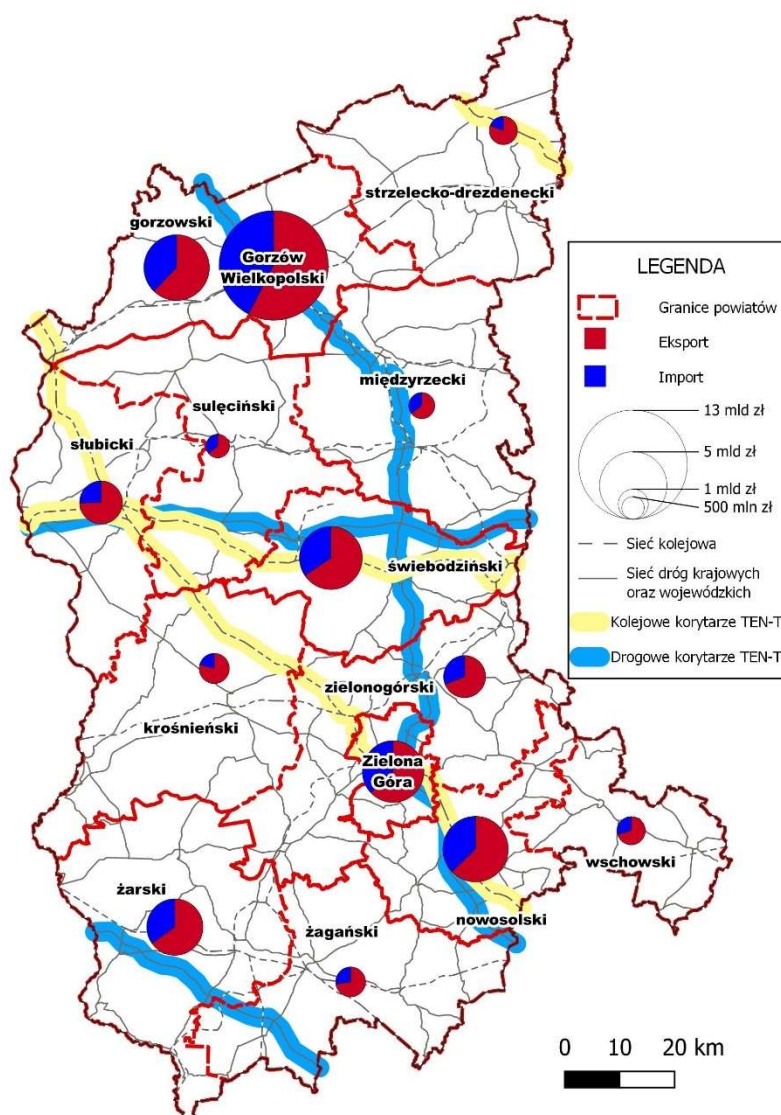 strzelecko-drezdenecki
gorzowski
Gorzów
Wielkopolski
międzyrzecki
sulęciński
słubicki
świebodziński
zielonogórski
krośnieński
Zielona
Góra
wschowski
nowosolski
żarski
żagański
LEGENDA
Granice powiatów
Eksport
Import
13 mld zł
5 mld zł
1 mld zł
500 mln zł
Sieć kolejowa
Sieć dróg krajowych
oraz wojewódzkich
Kolejowe korytarze TEN-T
Drogowe korytarze TEN-T
0 10 20 km